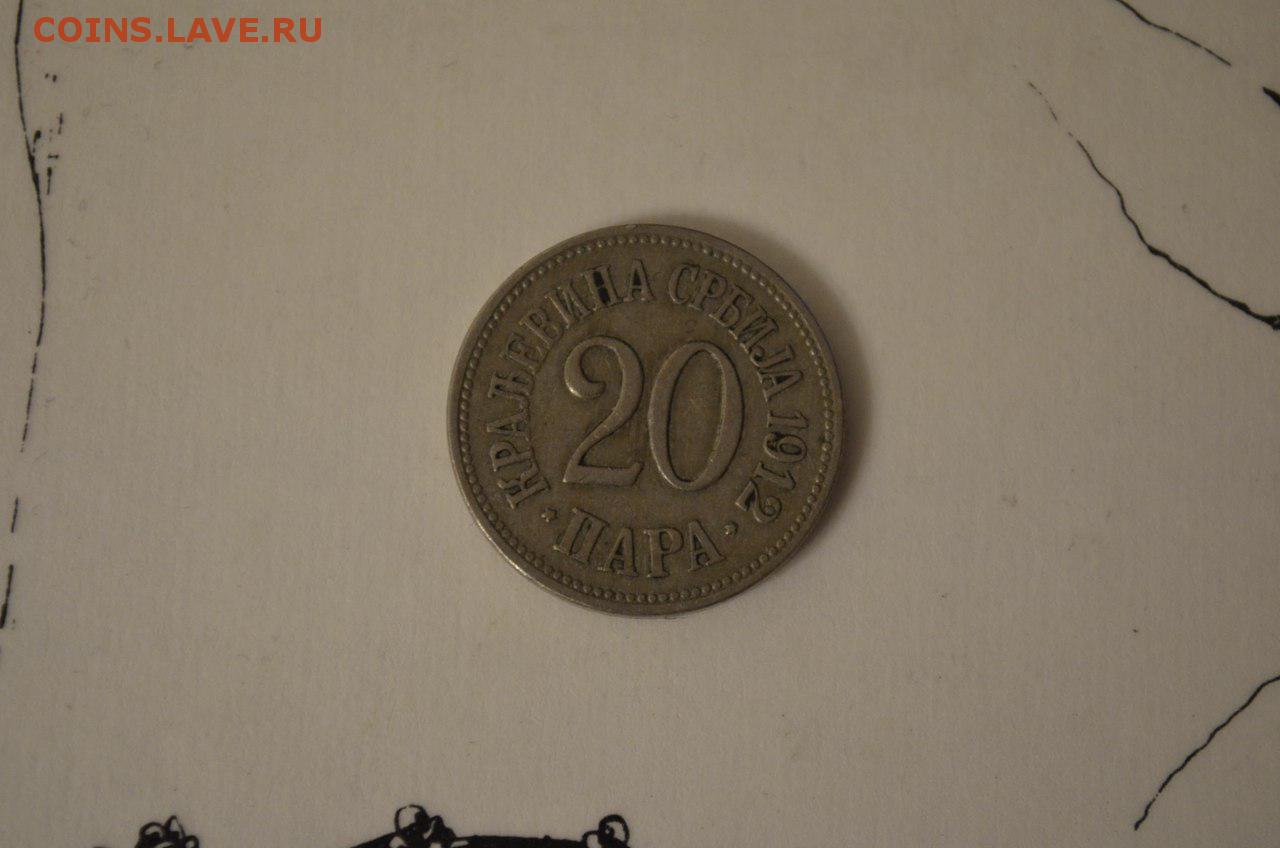 COINS.LAVE.RU
КРАЉЕВИНА СРБИЈА 1912
20
* ПАРА *